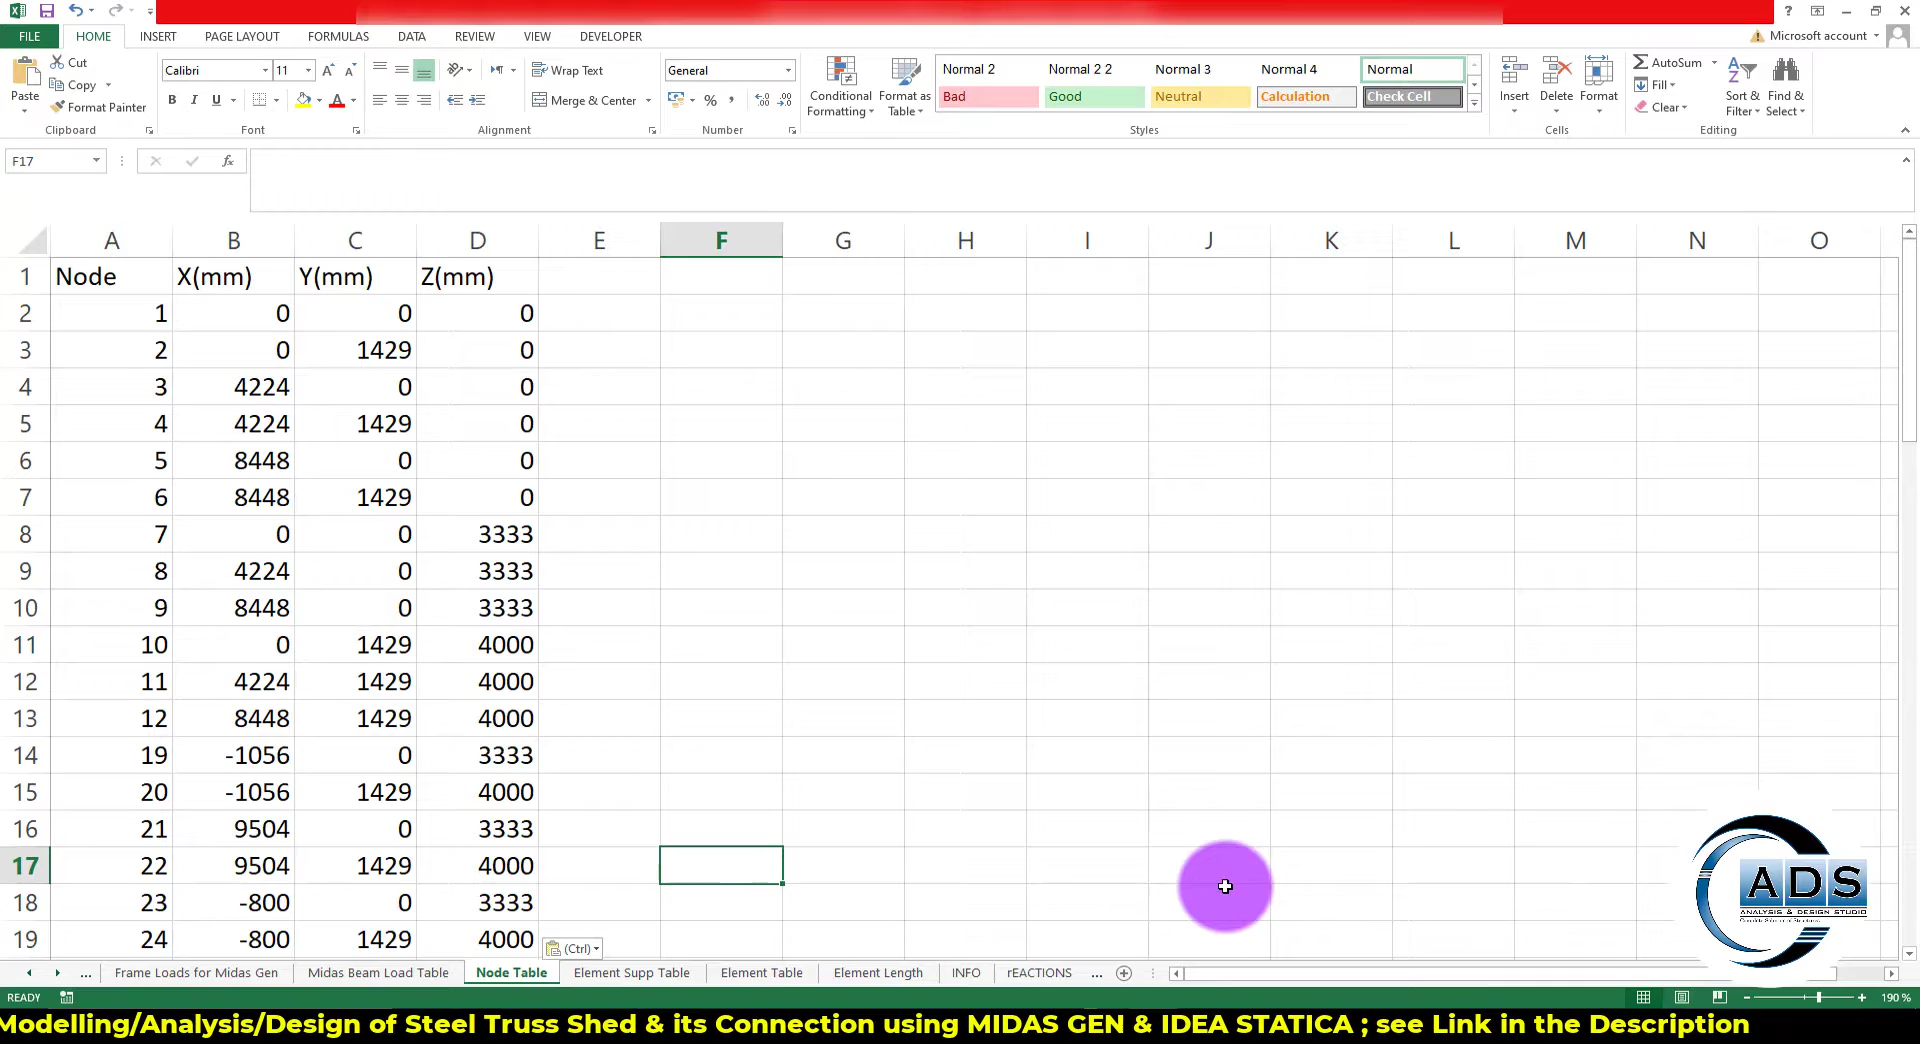 FILE HOME INSERT PAGE LAYOUT FORMULAS DATA REVIEW VIEW DEVELOPER Microsoft account
Cut
Copy
Format Painter
Paste
Clipboard
Calibri 11
B I U
Font
Wrap Text
Merge & Center
Alignment
General
%
Number
Conditional Formatting
Format as Table
Normal 2 Normal 2 2 Normal 3 Normal 4 Normal
Bad Good Neutral Calculation Check Cell
Styles
Insert Delete Format
Cells
AutoSum
Fill
Clear
Sort & Filter
Find & Select
Editing
F17 fx
A B C D E F G H I J K L M N O
1 Node X(mm) Y(mm) Z(mm)
2 1 0 0 0
3 2 0 1429 0
4 3 4224 0 0
5 4 4224 1429 0
6 5 8448 0 0
7 6 8448 1429 0
8 7 0 0 3333
9 8 4224 0 3333
10 9 8448 0 3333
11 10 0 1429 4000
12 11 4224 1429 4000
13 12 8448 1429 4000
14 19 -1056 0 3333
15 20 -1056 1429 4000
16 21 9504 0 3333
17 22 9504 1429 4000
18 23 -800 0 3333
19 24 -800 1429 4000
(Ctrl)
ADS
ANALYSIS & DESIGN STUDIO
... Frame Loads for Midas Gen Midas Beam Load Table Node Table Element Supp Table Element Table Element Length INFO rEACTIONS ...
READY 190 %
Modelling/Analysis/Design of Steel Truss Shed & its Connection using MIDAS GEN & IDEA STATICA ; see Link in the Description